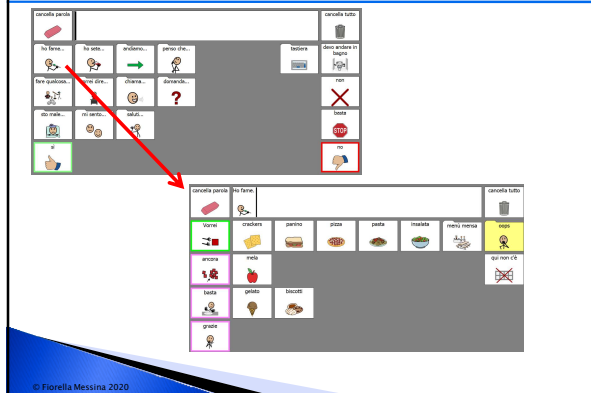 cancella parola
cancella tutto
ho fame...
ho sete...
andiamo...
penso che...
tastiera
devo andare in
bagno
fare qualcosa...
dire...
chiama...
domanda...
non
sto male...
mi sento...
saluti...
basta
STOP
si
no
cancella parola
Ho fame.
cancella tutto
Vorrei
crackers
panino
pizza
pasta
insalata
menù mensa
oops
ancora
mela
qui non c'è
basta
gelato
biscotti
grazie
© Fiorella Messina 2020